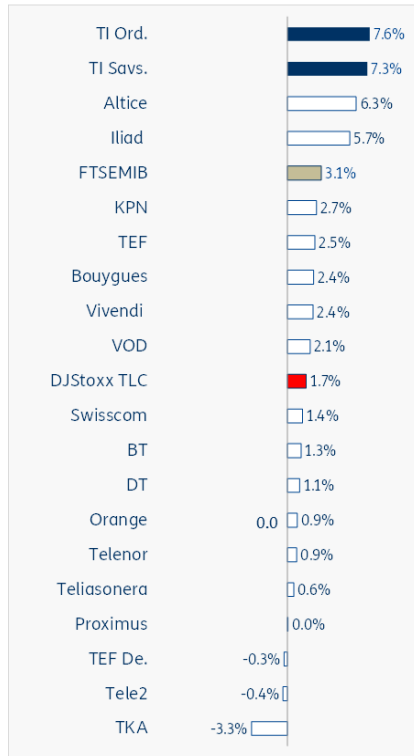 TI Ord. 7.6%
TI Savs. 7.3%
Altice 6.3%
Iliad 5.7%
FTSEMIB 3.1%
KPN 2.7%
TEF 2.5%
Bouygues 2.4%
Vivendi 2.4%
VOD 2.1%
DJStoxx TLC 1.7%
Swisscom 1.4%
BT 1.3%
DT 1.1%
Orange 0.0 0.9%
Telenor 0.9%
Teliasonera 0.6%
Proximus 0.0%
TEF De. -0.3%
Tele2 -0.4%
TKA -3.3%